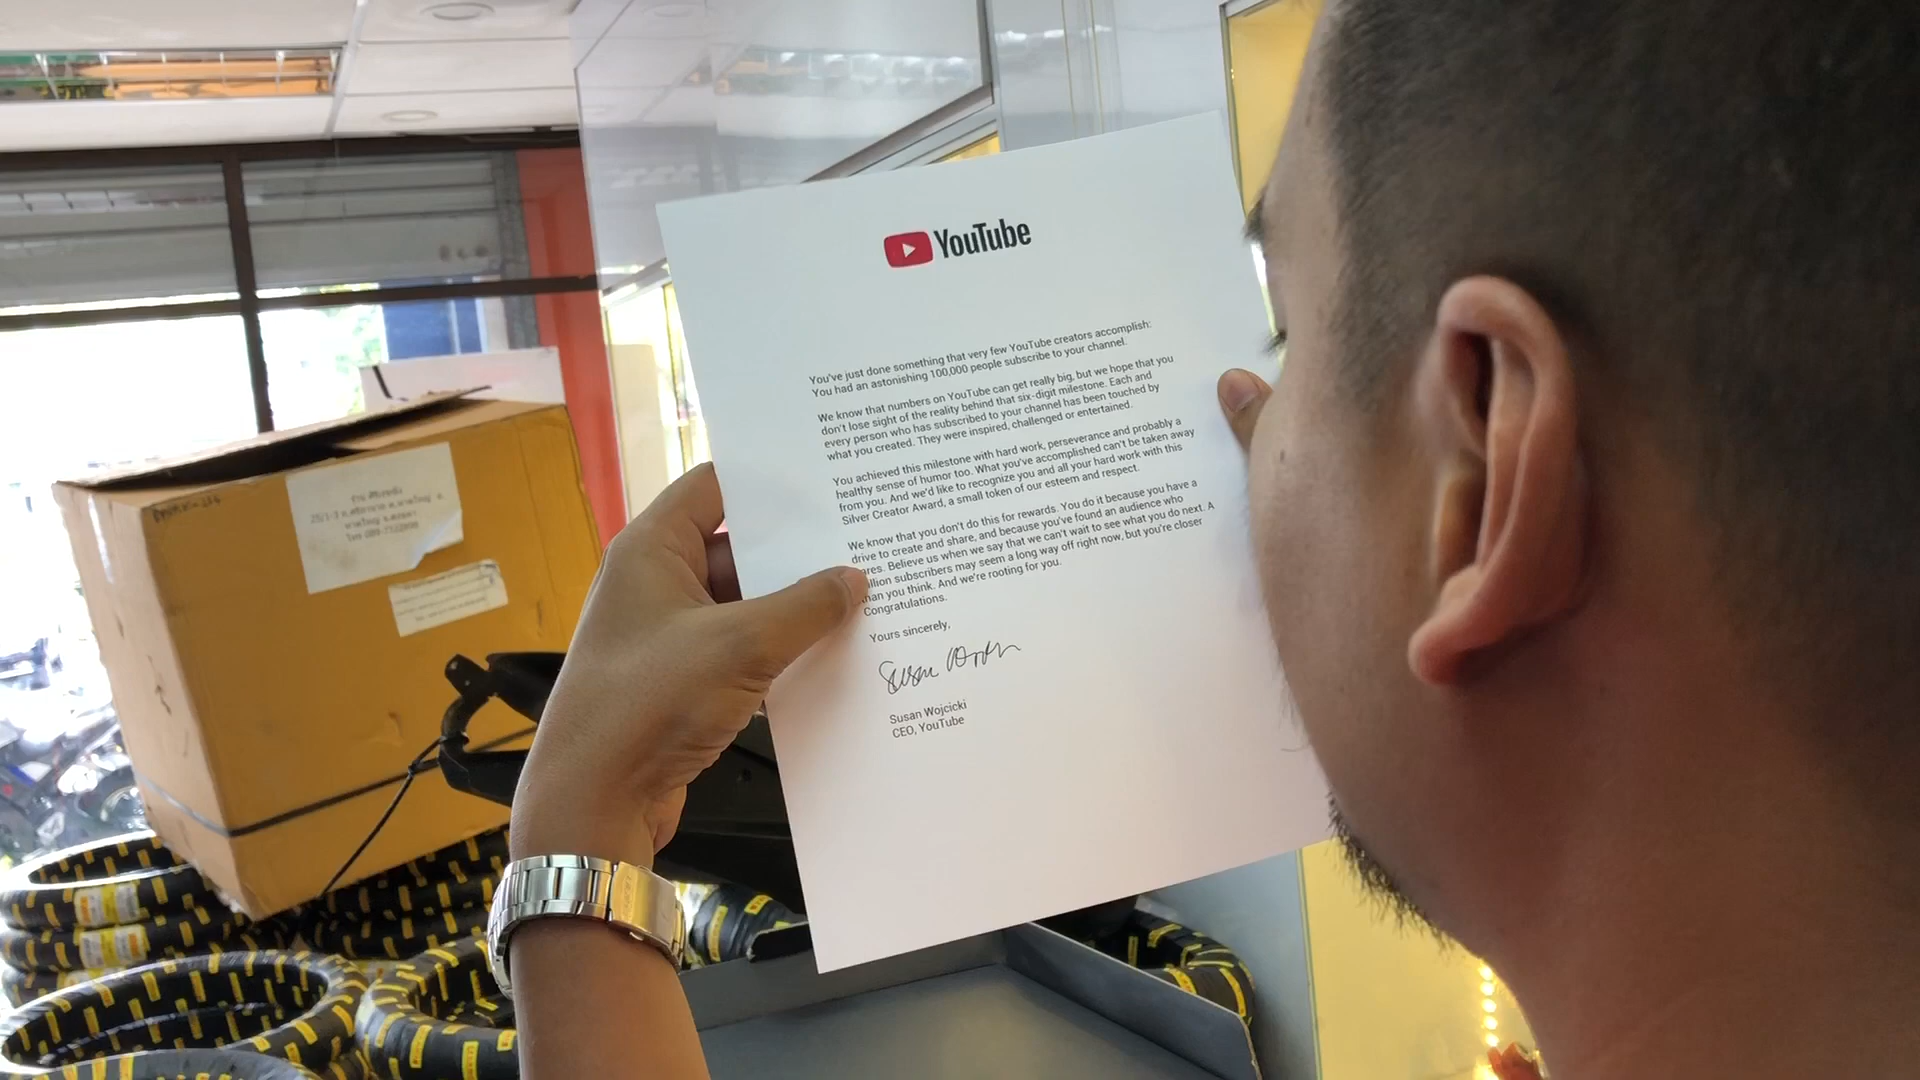 YouTube
You've just done something that very few YouTube creators accomplish:
You had an astonishing 100,000 people subscribe to your channel.
We know that numbers on YouTube can get really big, but we hope that you
don't lose sight of the reality behind that six-digit milestone. Each and
every person who has subscribed to your channel has been touched by
what you created. They were inspired, challenged or entertained.
You achieved this milestone with hard work, perseverance and probably a
healthy sense of humor too. What you've accomplished can't be taken away
from you. And we'd like to recognize you and all your hard work with this
Silver Creator Award, a small token of our esteem and respect.
We know that you don't do this for rewards. You do it because you have a
drive to create and share, and because you've found an audience who
ares. Believe us when we say that we can't wait to see what you do next. A
illion subscribers may seem a long way off right now, but you're closer
han you think. And we're rooting for you.
Congratulations.
Yours sincerely,
Susan Wojcicki
CEO, YouTube